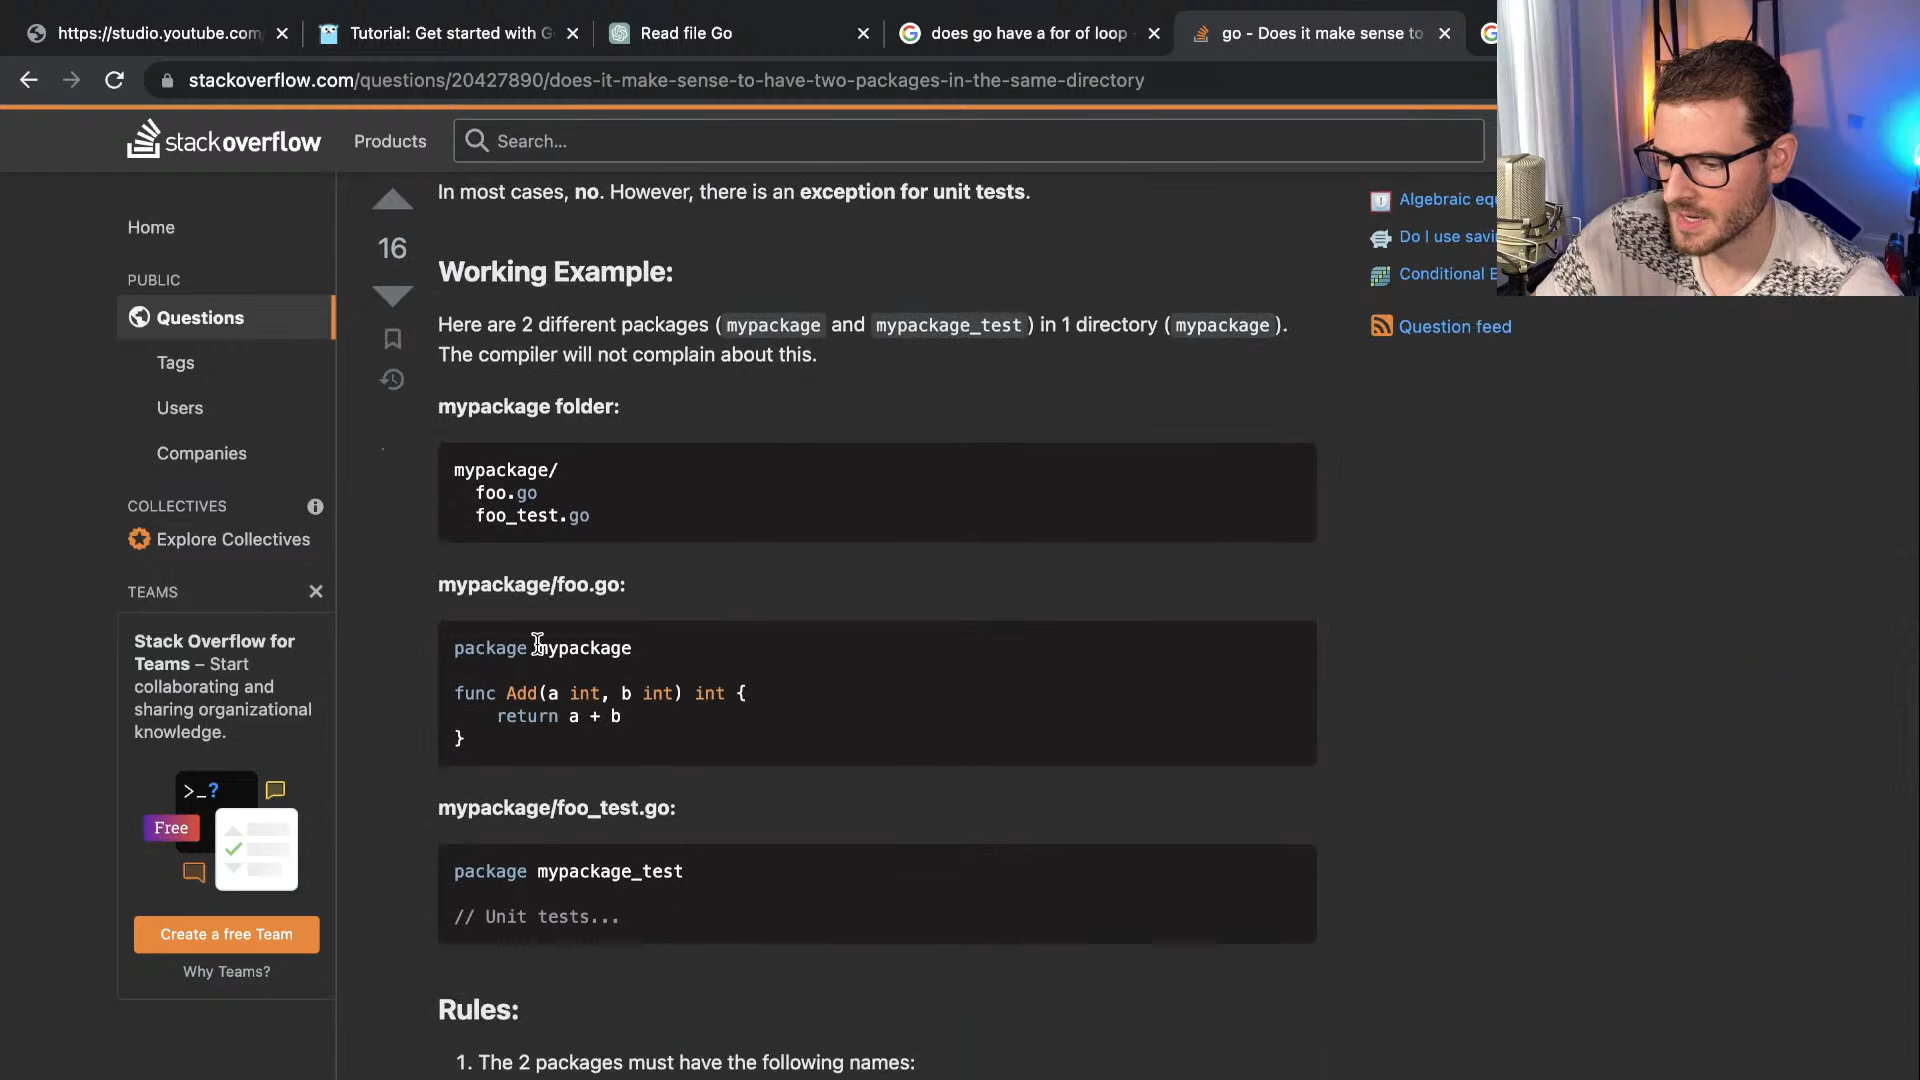 https://studio.youtube.com
Tutorial: Get started with G
Read file Go
does go have a for of loop
go - Does it make sense to
stackoverflow.com/questions/20427890/does-it-make-sense-to-have-two-packages-in-the-same-directory
stackoverflow
Products
Search...
Home
PUBLIC
Questions
Tags
Users
Companies
COLLECTIVES
Explore Collectives
TEAMS
Stack Overflow for
Teams – Start
collaborating and
sharing organizational
knowledge.
>_?
Free
Create a free Team
Why Teams?
16
In most cases, no. However, there is an exception for unit tests.
Working Example:
Here are 2 different packages (mypackage and mypackage_test) in 1 directory (mypackage).
The compiler will not complain about this.
mypackage folder:
mypackage/
foo.go
foo_test.go
mypackage/foo.go:
package mypackage
func Add(a int, b int) int {
return a + b
}
mypackage/foo_test.go:
package mypackage_test
// Unit tests...
Rules:
1. The 2 packages must have the following names:
Algebraic equ
Do I use savi
Conditional E
Question feed